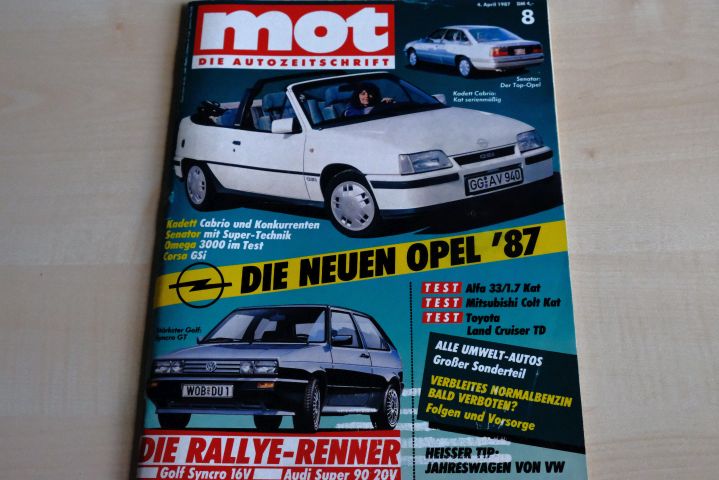 4. April 1987 DM 4,-
8
mot
DIE AUTOZEITSCHRIFT
Senator:
Der Top-Opel
Kadett Cabrio:
Kat serienmäßig
GSi
GG AV 940
Kadett Cabrio und Konkurrenten
Senator mit Super-Technik
Omega 3000 im Test
Corsa GSi
DIE NEUEN OPEL '87
TEST Alfa 33/1.7 Kat
TEST Mitsubishi Colt Kat
TEST Toyota
Land Cruiser TD
Stärkster Golf:
Syncro GT
WOB DU 1
ALLE UMWELT-AUTOS
Großer Sonderteil
VERBLEITES NORMALBENZIN
BALD VERBOTEN?
Folgen und Vorsorge
DIE RALLYE-RENNER
Golf Syncro 16V Audi Super 90 20V
HEISSER TIP:
JAHRESWAGEN VON VW